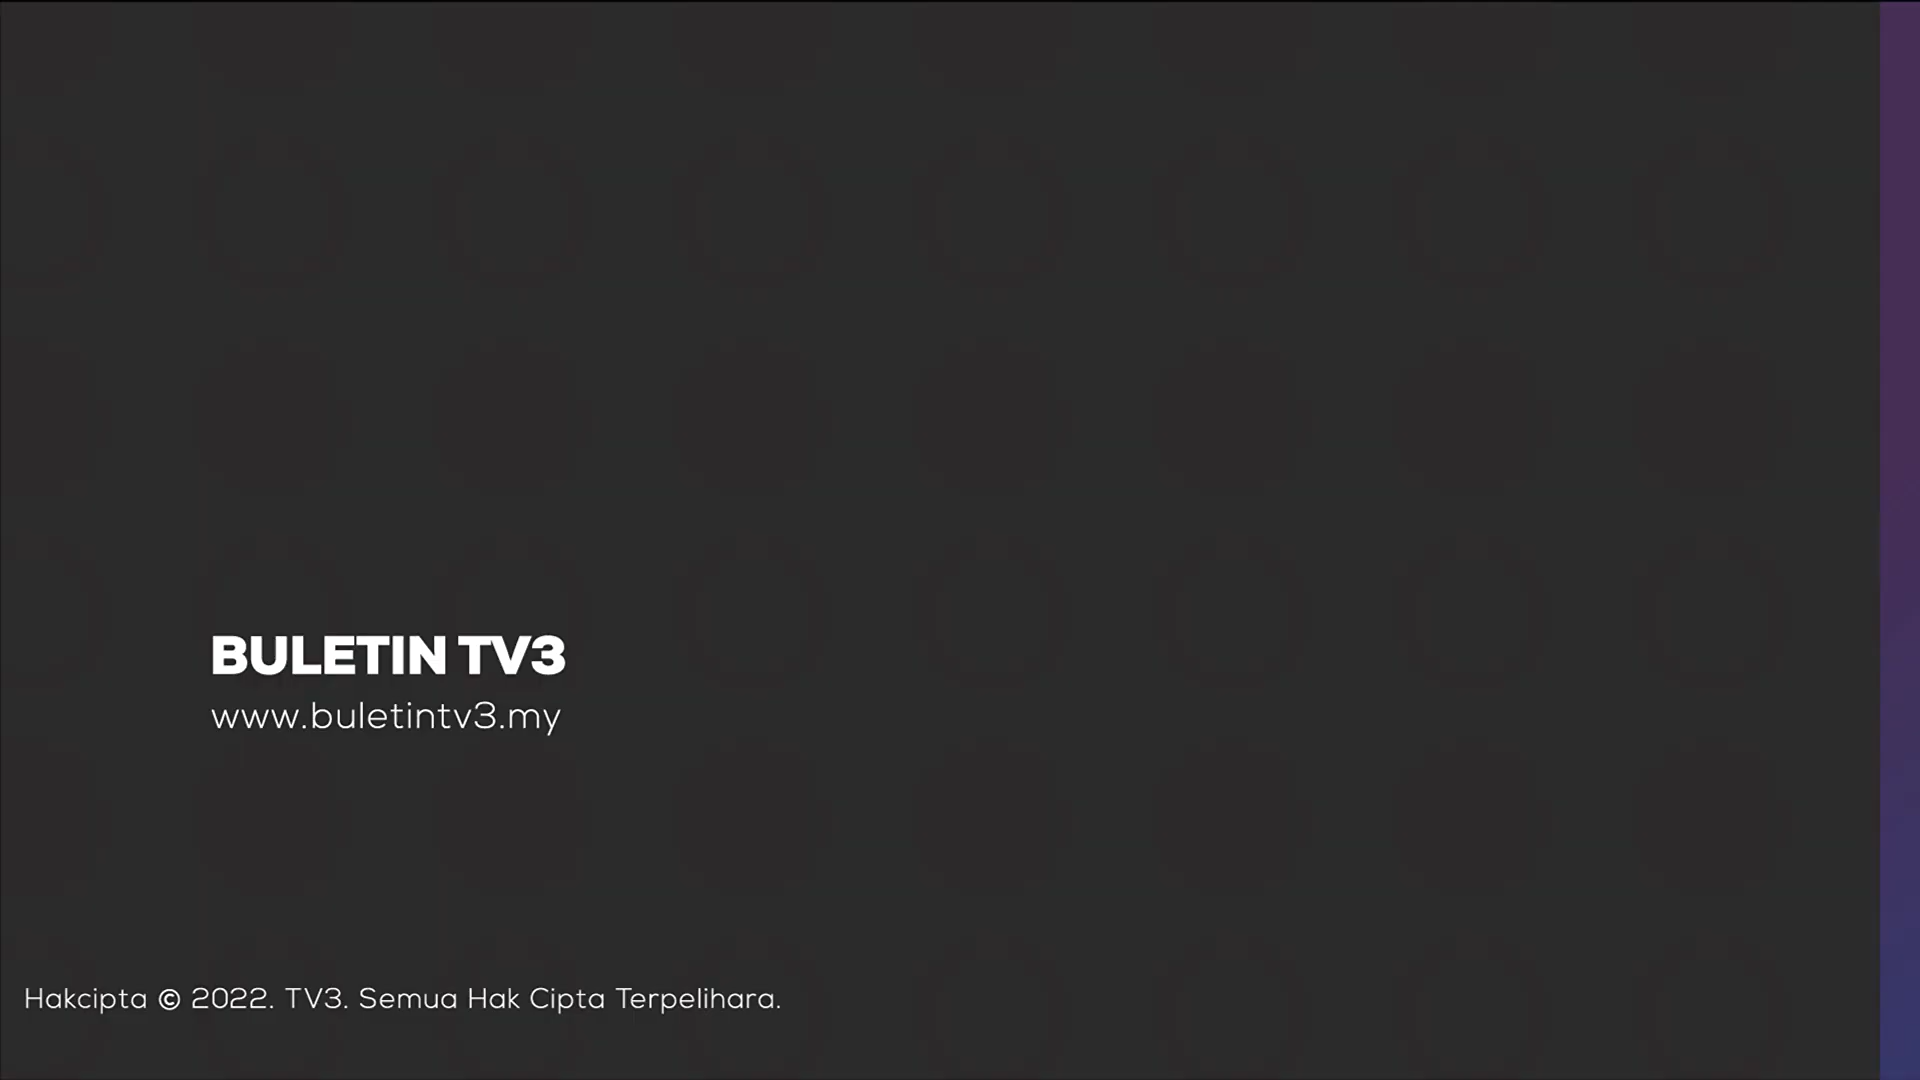 BULETIN TV3
www.buletintv3.my
Hakcipta © 2022. TV3. Semua Hak Cipta Terpelihara.